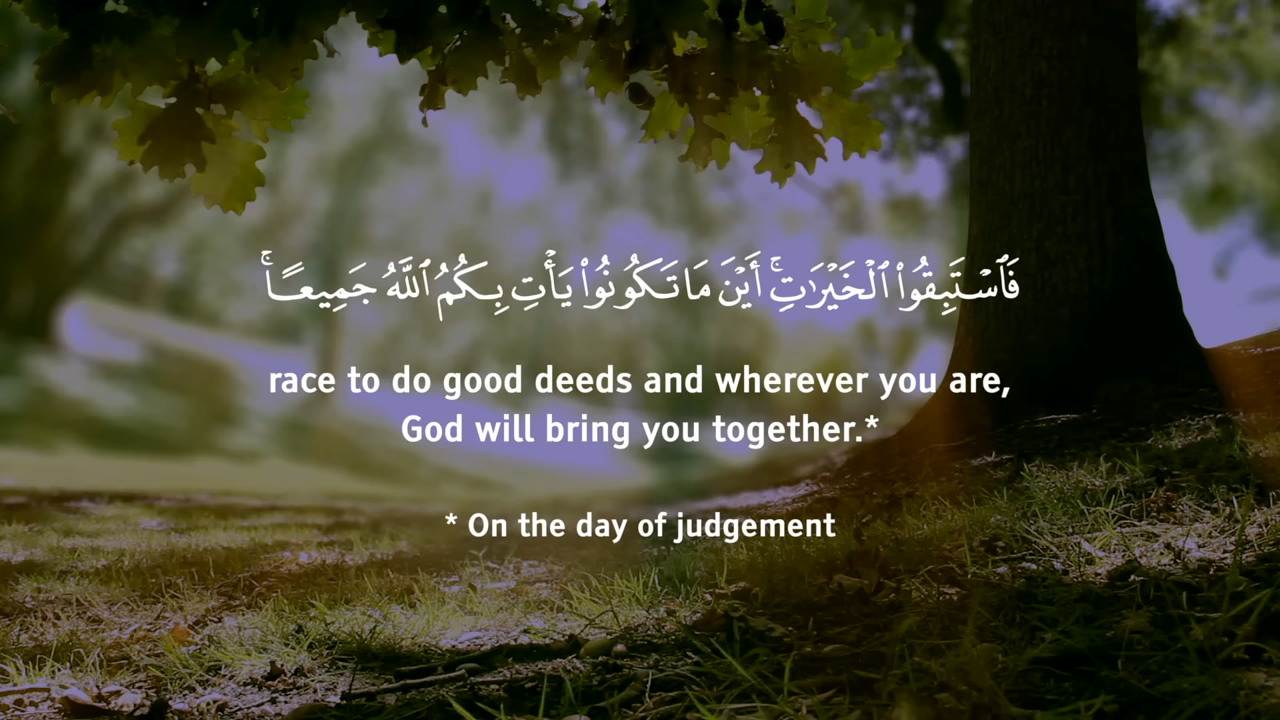 فَٱسۡتَبِقُوا۟ ٱلۡخَيۡرَٰتِۚ أَيۡنَ مَا تَكُونُوا۟ يَأۡتِ بِكُمُ ٱللَّهُ جَمِيعًاۚ
race to do good deeds and wherever you are,
God will bring you together.*
* On the day of judgement